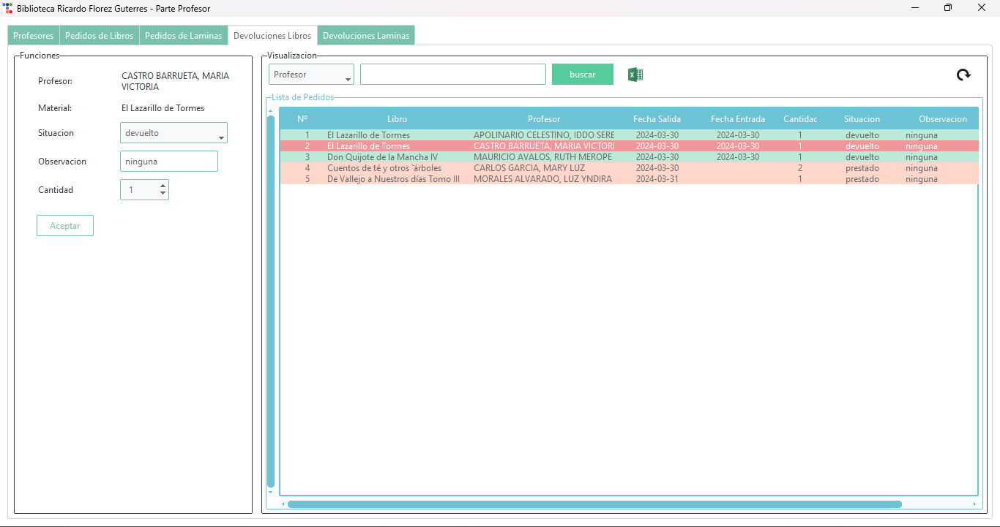 Biblioteca Ricardo Florez Guterres - Parte Profesor
Profesores Pedidos de Libros Pedidos de Laminas Devoluciones Libros Devoluciones Laminas
Funciones
Profesor: CASTRO BARRUETA, MARIA
VICTORIA
Material: El Lazarillo de Tormes
Situacion devuelto
Observacion ninguna
Cantidad 1
Aceptar
Visualizacion
Profesor buscar
Lista de Pedidos
Nº Libro Profesor Fecha Salida Fecha Entrada Cantidac Situacion Observacion
1 El Lazarillo de Tormes APOLINARIO CELESTINO, IDDO SERE 2024-03-30 2024-03-30 1 devuelto ninguna
2 El Lazarillo de Tormes CASTRO BARRUETA, MARIA VICTORI 2024-03-30 2024-03-30 1 devuelto ninguna
3 Don Quijote de la Mancha IV MAURICIO AVALOS, RUTH MEROPE 2024-03-30 2024-03-30 1 devuelto ninguna
4 Cuentos de té y otros `árboles CARLOS GARCIA, MARY LUZ 2024-03-30 2 prestado ninguna
5 De Vallejo a Nuestros días Tomo III MORALES ALVARADO, LUZ YNDIRA 2024-03-31 1 prestado ninguna